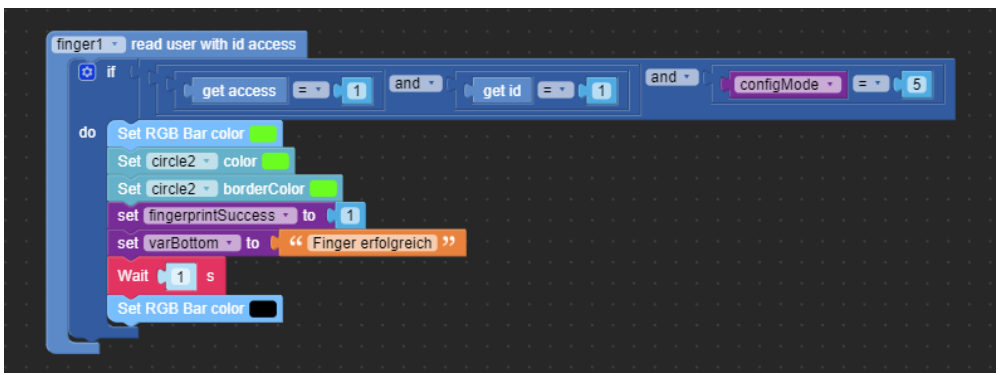 finger1 read user with id access
if get access = 1 and get id = 1 and configMode = 5
do Set RGB Bar color
Set circle2 color
Set circle2 borderColor
set fingerprintSuccess to 1
set varBottom to “ Finger erfolgreich ”
Wait 1 s
Set RGB Bar color